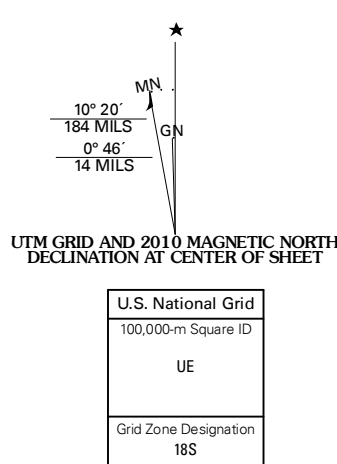 ★
MN
10° 20´
184 MILS
GN
0° 46´
14 MILS
UTM GRID AND 2010 MAGNETIC NORTH
DECLINATION AT CENTER OF SHEET
U.S. National Grid
100,000-m Square ID
UE
Grid Zone Designation
18S